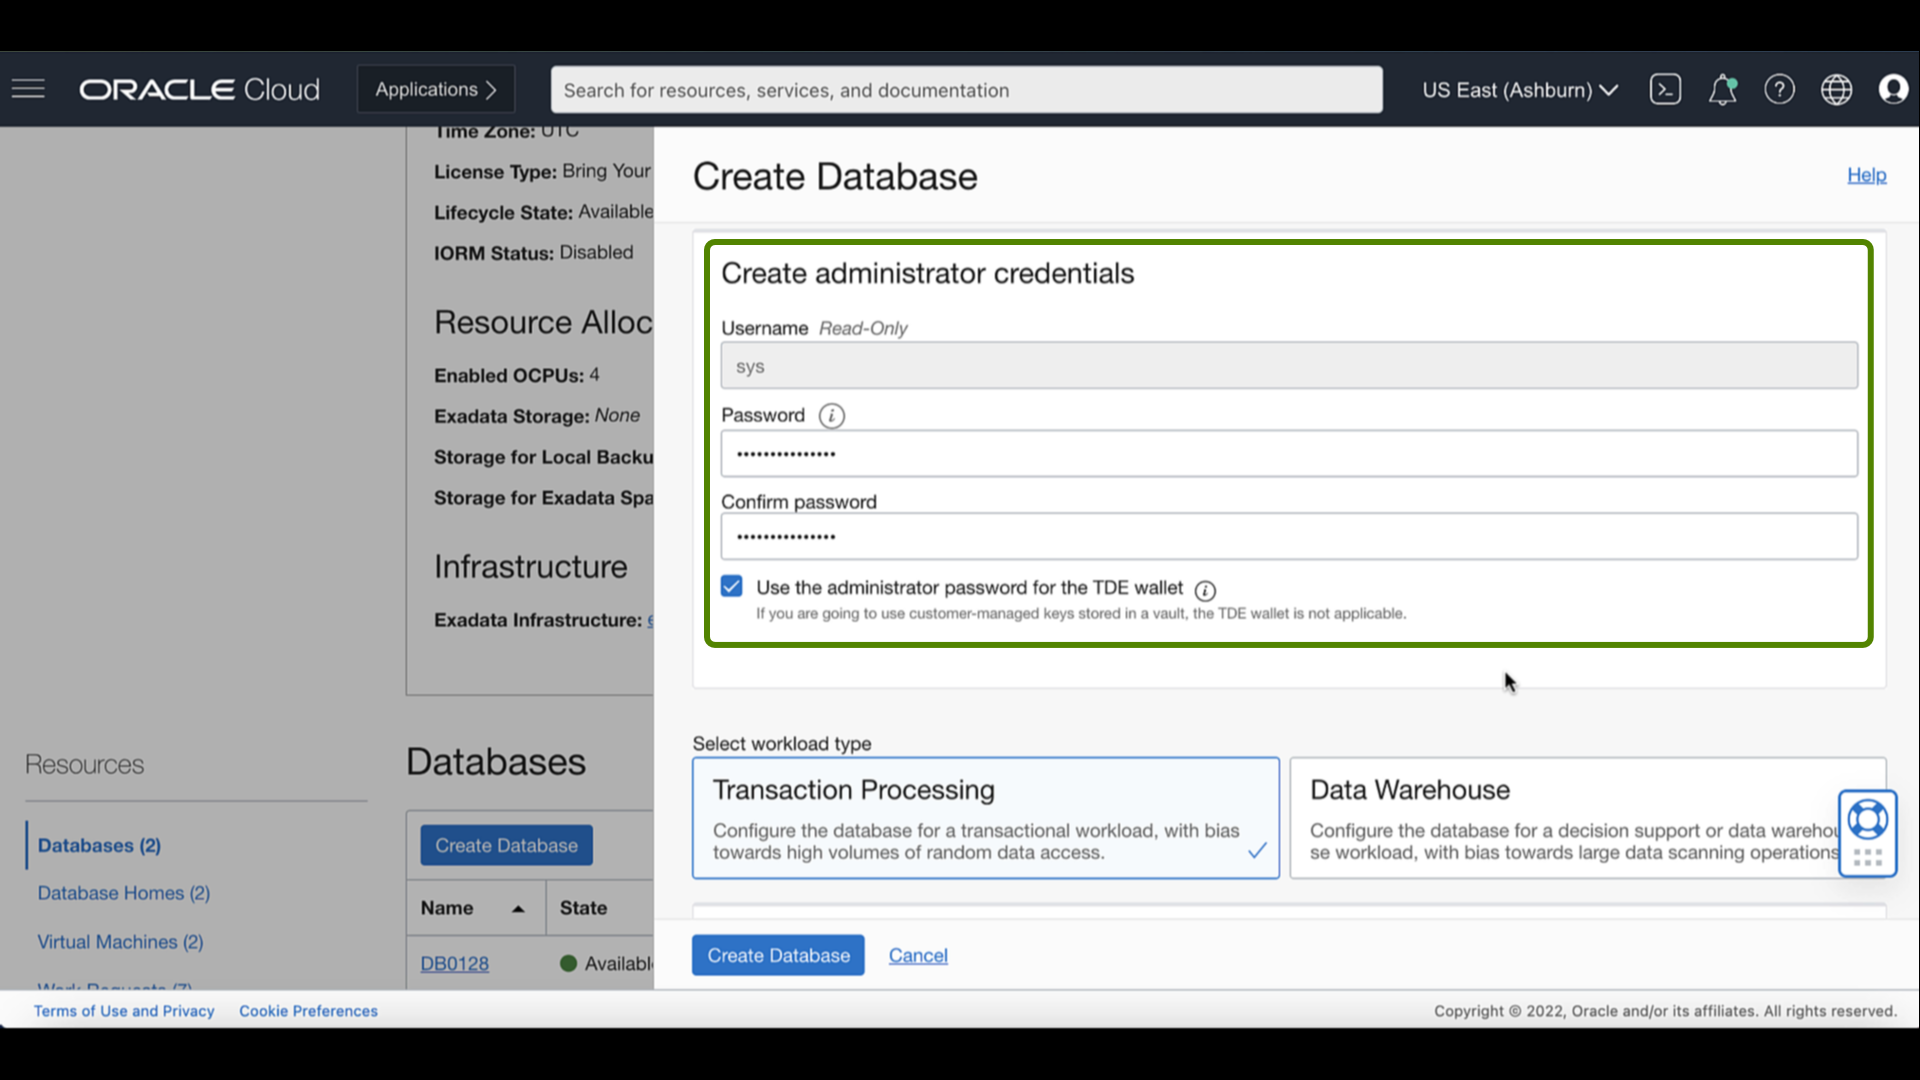 ORACLE Cloud
Applications
Search for resources, services, and documentation
US East (Ashburn)
Time Zone: UTC
License Type: Bring Your
Lifecycle State: Available
IORM Status: Disabled
Resource Alloc
Enabled OCPUs: 4
Exadata Storage: None
Storage for Local Backu
Storage for Exadata Spa
Infrastructure
Exadata Infrastructure: e
Resources
Databases (2)
Database Homes (2)
Virtual Machines (2)
Work Requests (7)
Databases
Create Database
Name
State
DB0128
Availabl
Create Database
Help
Create administrator credentials
Username Read-Only
sys
Password
Confirm password
Use the administrator password for the TDE wallet
If you are going to use customer-managed keys stored in a vault, the TDE wallet is not applicable.
Select workload type
Transaction Processing
Configure the database for a transactional workload, with bias
towards high volumes of random data access.
Data Warehouse
Configure the database for a decision support or data warehou
se workload, with bias towards large data scanning operations
Create Database
Cancel
Terms of Use and Privacy
Cookie Preferences
Copyright © 2022, Oracle and/or its affiliates. All rights reserved.